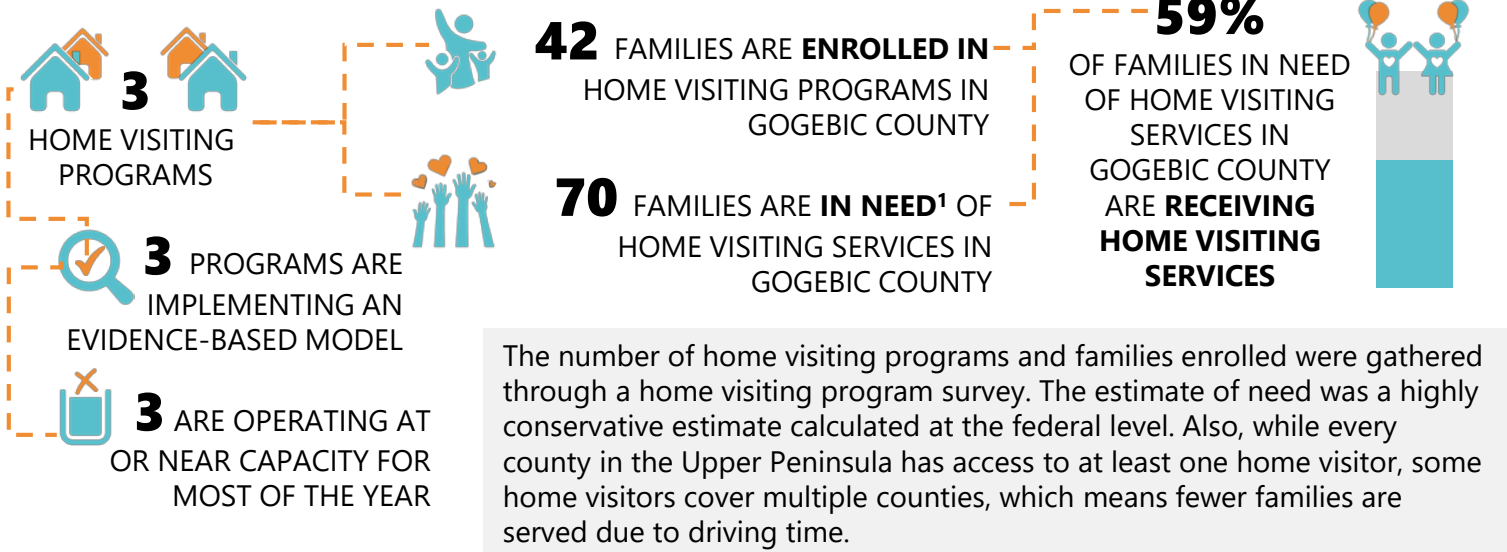 3
HOME VISITING
PROGRAMS
42 FAMILIES ARE ENROLLED IN
HOME VISITING PROGRAMS IN
GOGEBIC COUNTY
70 FAMILIES ARE IN NEED¹ OF
HOME VISITING SERVICES IN
GOGEBIC COUNTY
59%
OF FAMILIES IN NEED
OF HOME VISITING
SERVICES IN
GOGEBIC COUNTY
ARE RECEIVING
HOME VISITING
SERVICES
3 PROGRAMS ARE
IMPLEMENTING AN
EVIDENCE-BASED MODEL
3 ARE OPERATING AT
OR NEAR CAPACITY FOR
MOST OF THE YEAR
The number of home visiting programs and families enrolled were gathered
through a home visiting program survey. The estimate of need was a highly
conservative estimate calculated at the federal level. Also, while every
county in the Upper Peninsula has access to at least one home visitor, some
home visitors cover multiple counties, which means fewer families are
served due to driving time.